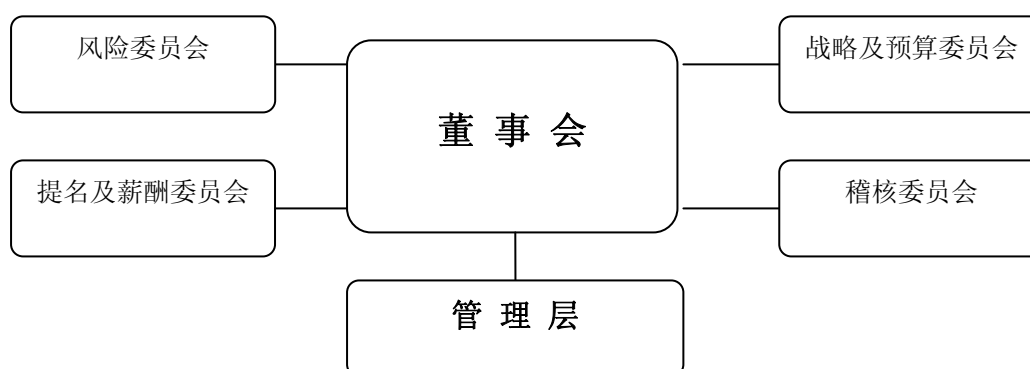 风险委员会
战略及预算委员会
董 事 会
提名及薪酬委员会
稽核委员会
管 理 层